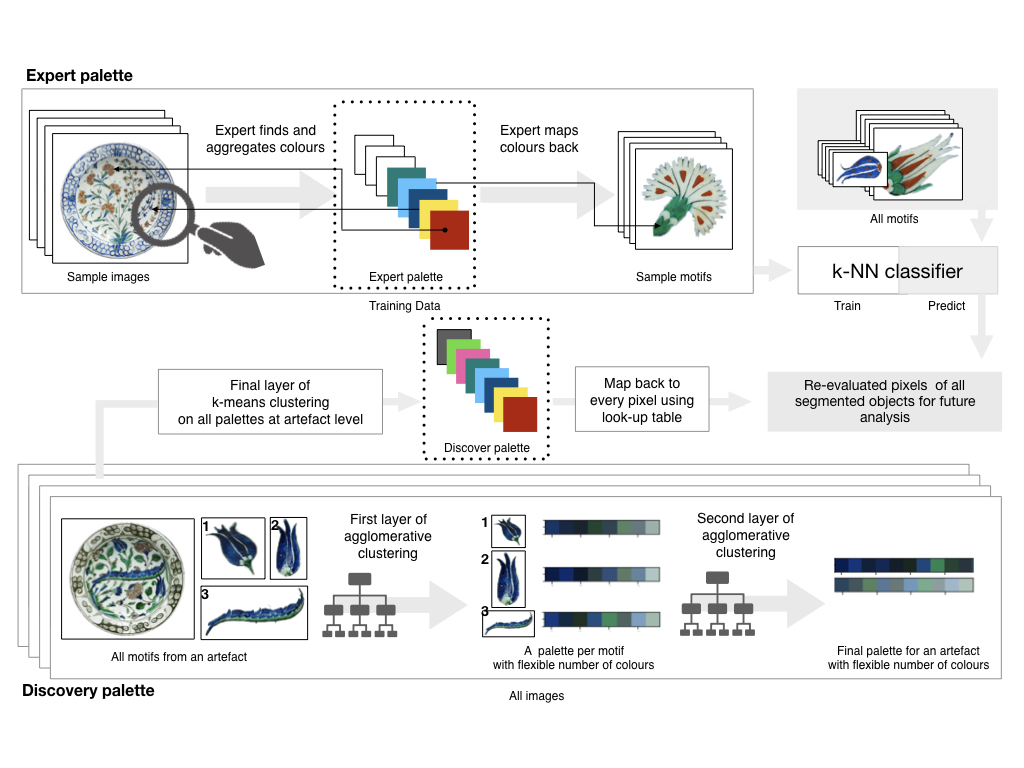 Expert palette
Expert finds and
aggregates colours
Expert maps
colours back
Sample images
Expert palette
Sample motifs
All motifs
Training Data
k-NN classifier
Train
Predict
Final layer of
k-means clustering
on all palettes at artefact level
Discover palette
Map back to
every pixel using
look-up table
Re-evaluated pixels of all
segmented objects for future
analysis
1
2
3
All motifs from an artefact
First layer of
agglomerative
clustering
1
2
3
A palette per motif
with flexible number of colours
Second layer of
agglomerative
clustering
Final palette for an artefact
with flexible number of colours
Discovery palette
All images